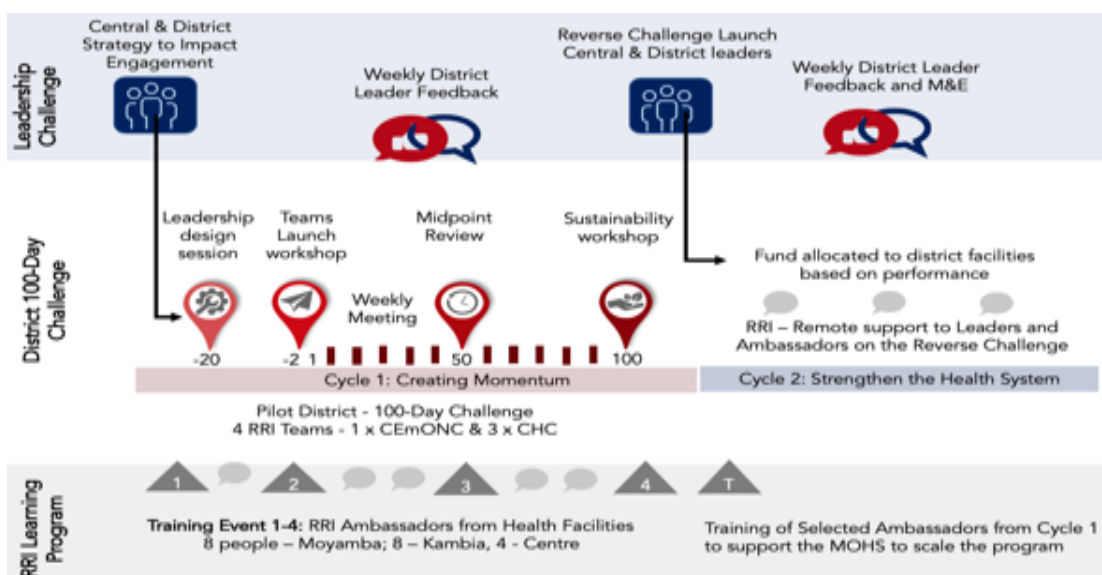 Leadership
Challenge
Central & District
Strategy to Impact
Engagement
Weekly District
Leader Feedback
Reverse Challenge Launch
Central & District leaders
Weekly District Leader
Feedback and M&E
District 100-Day
Challenge
Leadership
design
session
Teams
Launch
workshop
Weekly
Meeting
Midpoint
Review
Sustainability
workshop
-20
-2
1
50
100
Fund allocated to district facilities
based on performance
RRI – Remote support to Leaders and
Ambassadors on the Reverse Challenge
Cycle 1: Creating Momentum
Cycle 2: Strengthen the Health System
Pilot District - 100-Day Challenge
4 RRI Teams - 1 x CEmONC & 3 x CHC
RRI Learning
Program
1
2
3
4
T
Training Event 1-4: RRI Ambassadors from Health Facilities
8 people – Moyamba; 8 – Kambia, 4 - Centre
Training of Selected Ambassadors from Cycle 1
to support the MOHS to scale the program